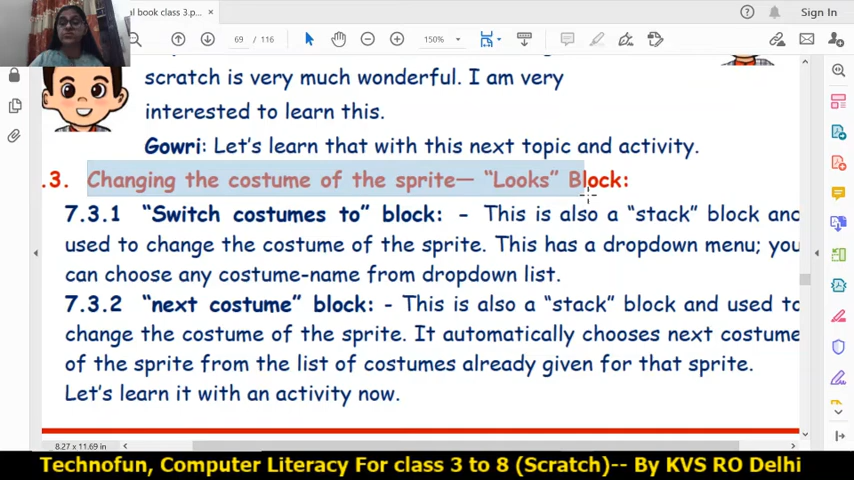 al book class 3.p...
×
Sign In
69 / 116
150%
scratch is very much wonderful. I am very
interested to learn this.
Gowri: Let's learn that with this next topic and activity.
.3. Changing the costume of the sprite— “Looks” Block:
7.3.1 “Switch costumes to” block: - This is also a “stack” block and
used to change the costume of the sprite. This has a dropdown menu; you
can choose any costume-name from dropdown list.
7.3.2 “next costume” block: - This is also a “stack” block and used to
change the costume of the sprite. It automatically chooses next costume
of the sprite from the list of costumes already given for that sprite.
Let's learn it with an activity now.
8.27 x 11.69 in
Technofun, Computer Literacy For class 3 to 8 (Scratch)-- By KVS RO Delhi